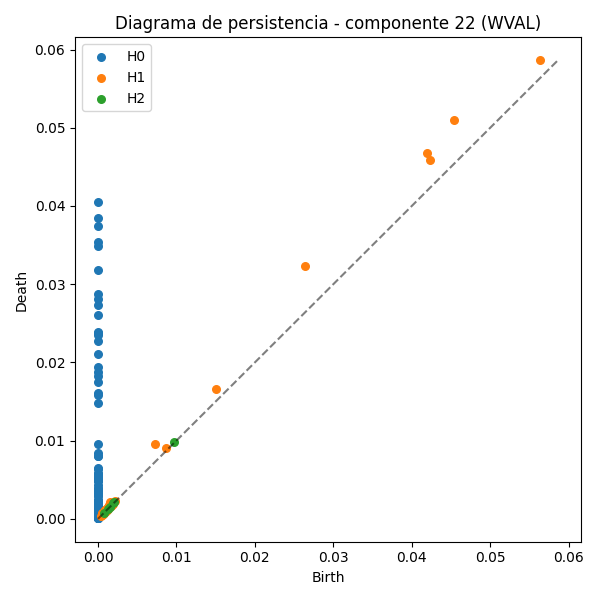 Diagrama de persistencia - componente 22 (WVAL)
H0
H1
H2
0.06
0.05
0.04
0.03
0.02
0.01
0.00
Death
0.00 0.01 0.02 0.03 0.04 0.05 0.06
Birth